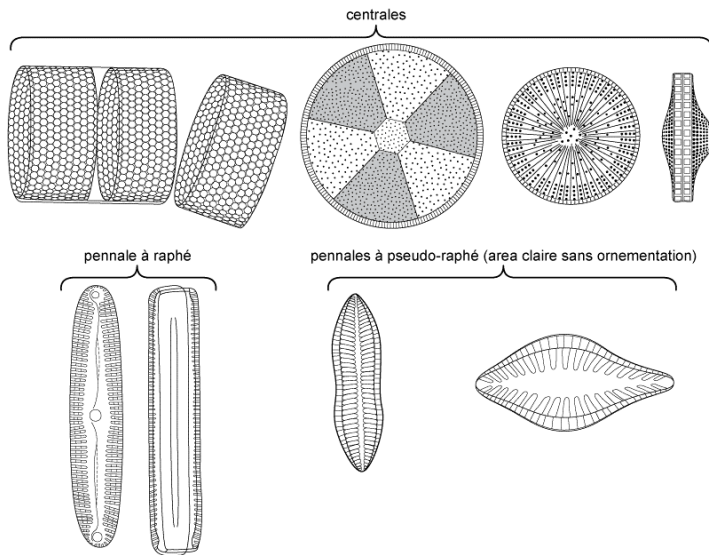 centrales
pennale à raphé
pennales à pseudo-raphé (area claire sans ornementation)